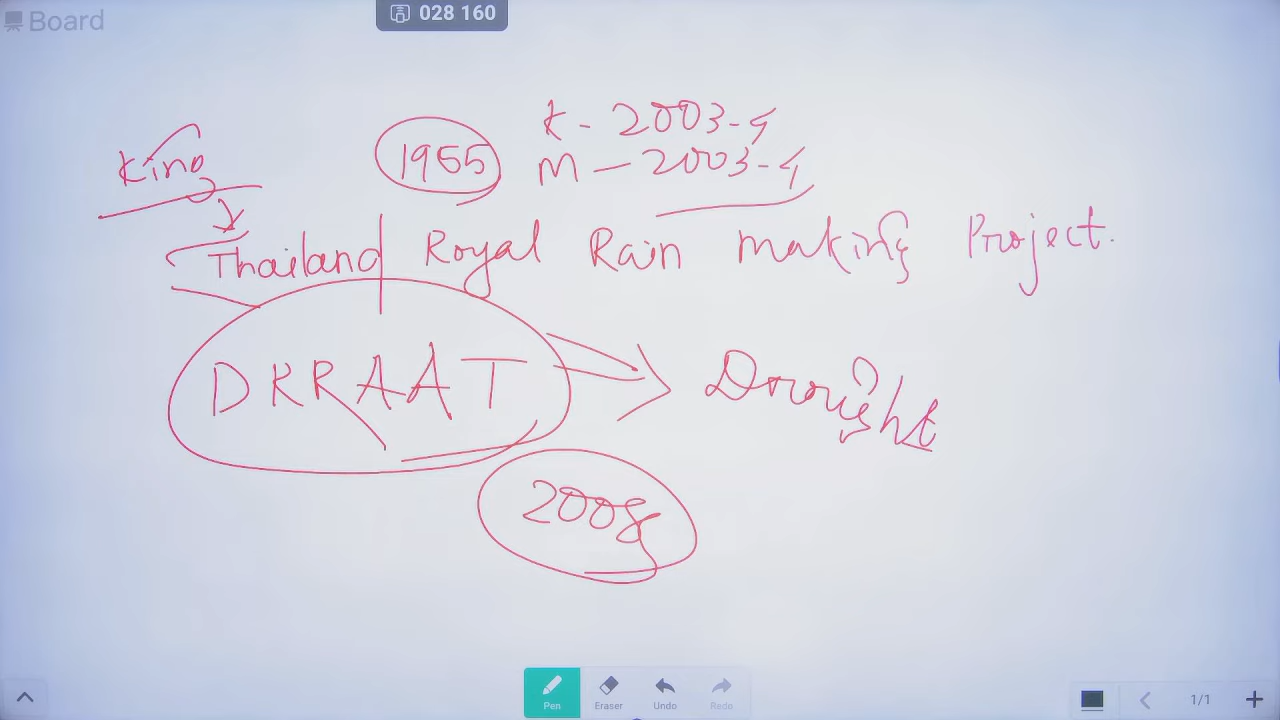 Board
028 160
K - 2003-4
King
1955
M - 2003-4
Thailand Royal Rain making Project.
DKRAAT
Drought
2008
Pen
Eraser
Undo
Redo
1/1